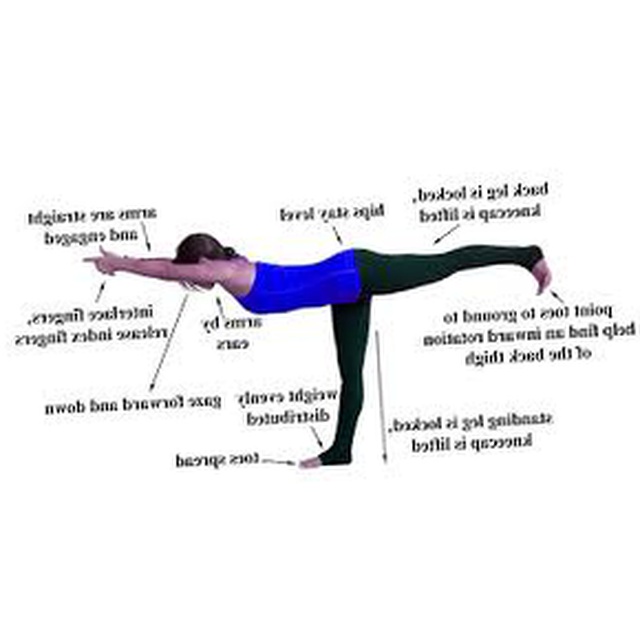 back leg is locked,
kneecap is lifted
hips stay level
arms are straight
and engaged
interlace fingers,
release index fingers
arms by
ears
point toes to ground to
help find an inward rotation
of the back thigh
gaze forward and down
weight evenly
distributed
standing leg is locked,
kneecap is lifted
toes spread